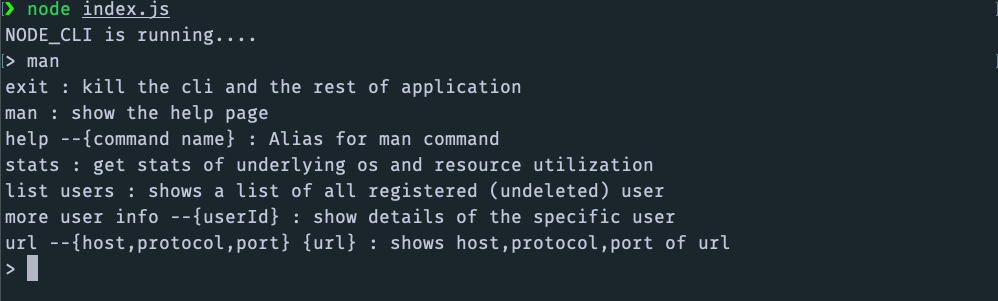 ❯ node index.js
NODE_CLI is running....
> man
exit : kill the cli and the rest of application
man : show the help page
help --{command name} : Alias for man command
stats : get stats of underlying os and resource utilization
list users : shows a list of all registered (undeleted) user
more user info --{userId} : show details of the specific user
url --{host,protocol,port} {url} : shows host,protocol,port of url
>